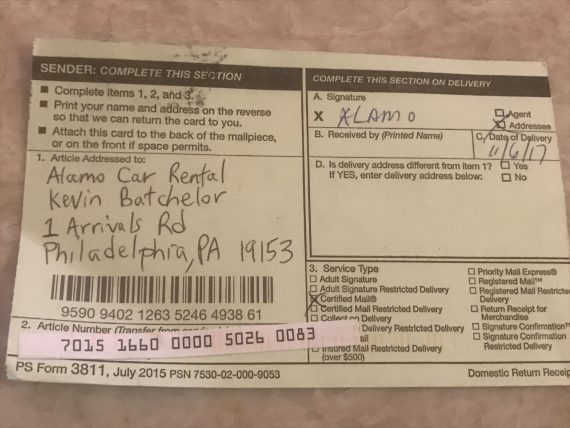 SENDER: COMPLETE THIS SECTION
■ Complete items 1, 2, and 3.
■ Print your name and address on the reverse
so that we can return the card to you.
■ Attach this card to the back of the mailpiece,
or on the front if space permits.
1. Article Addressed to:
Alamo Car Rental
Kevin Batchelor
1 Arrivals Rd
Philadelphia, PA 19153
9590 9402 1263 5246 4938 61
2. Article Number (Transfer from
7015 1660 0000 5026 0083
PS Form 3811, July 2015 PSN 7530-02-000-9053
COMPLETE THIS SECTION ON DELIVERY
A. Signature
X ALAMO
☐ Agent
☒ Addressee
B. Received by (Printed Name)
C. Date of Delivery
11/6/17
D. Is delivery address different from item 1? ☐ Yes
If YES, enter delivery address below: ☐ No
3. Service Type
☐ Adult Signature
☐ Adult Signature Restricted Delivery
☒ Certified Mail®
☐ Certified Mail Restricted Delivery
☐ Collect on Delivery
Delivery Restricted Delivery
ail
☐ Insured Mail Restricted Delivery
(over $500)
☐ Priority Mail Express®
☐ Registered Mail™
☐ Registered Mail Restricted
Delivery
☐ Return Receipt for
Merchandise
☐ Signature Confirmation™
☐ Signature Confirmation
Restricted Delivery
Domestic Return Receip